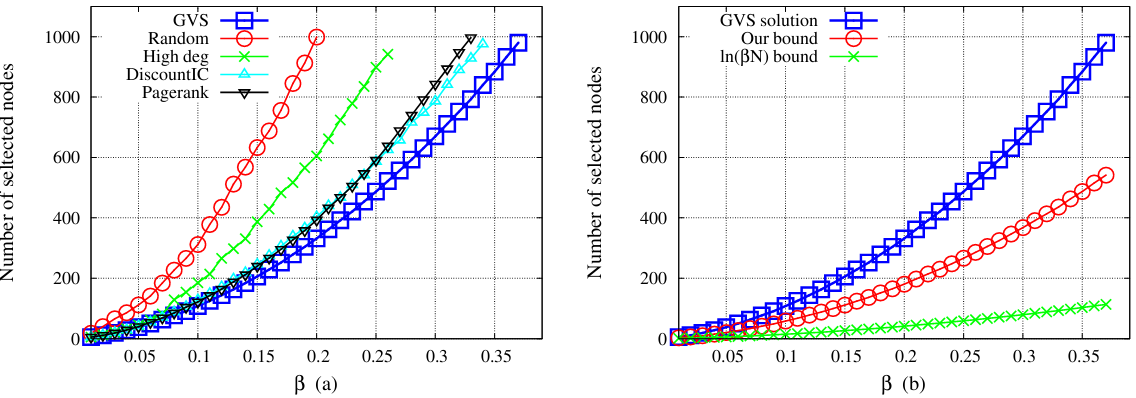 GVS
Random
High deg
DiscountIC
Pagerank
Number of seltected nodes
1000
800
600
400
200
0
0.05 0.1 0.15 0.2 0.25 0.3 0.35
β (a)
GVS solution
Our bound
ln(βN) bound
Number of selected nodes
1000
800
600
400
200
0
0.05 0.1 0.15 0.2 0.25 0.3 0.35
β (b)